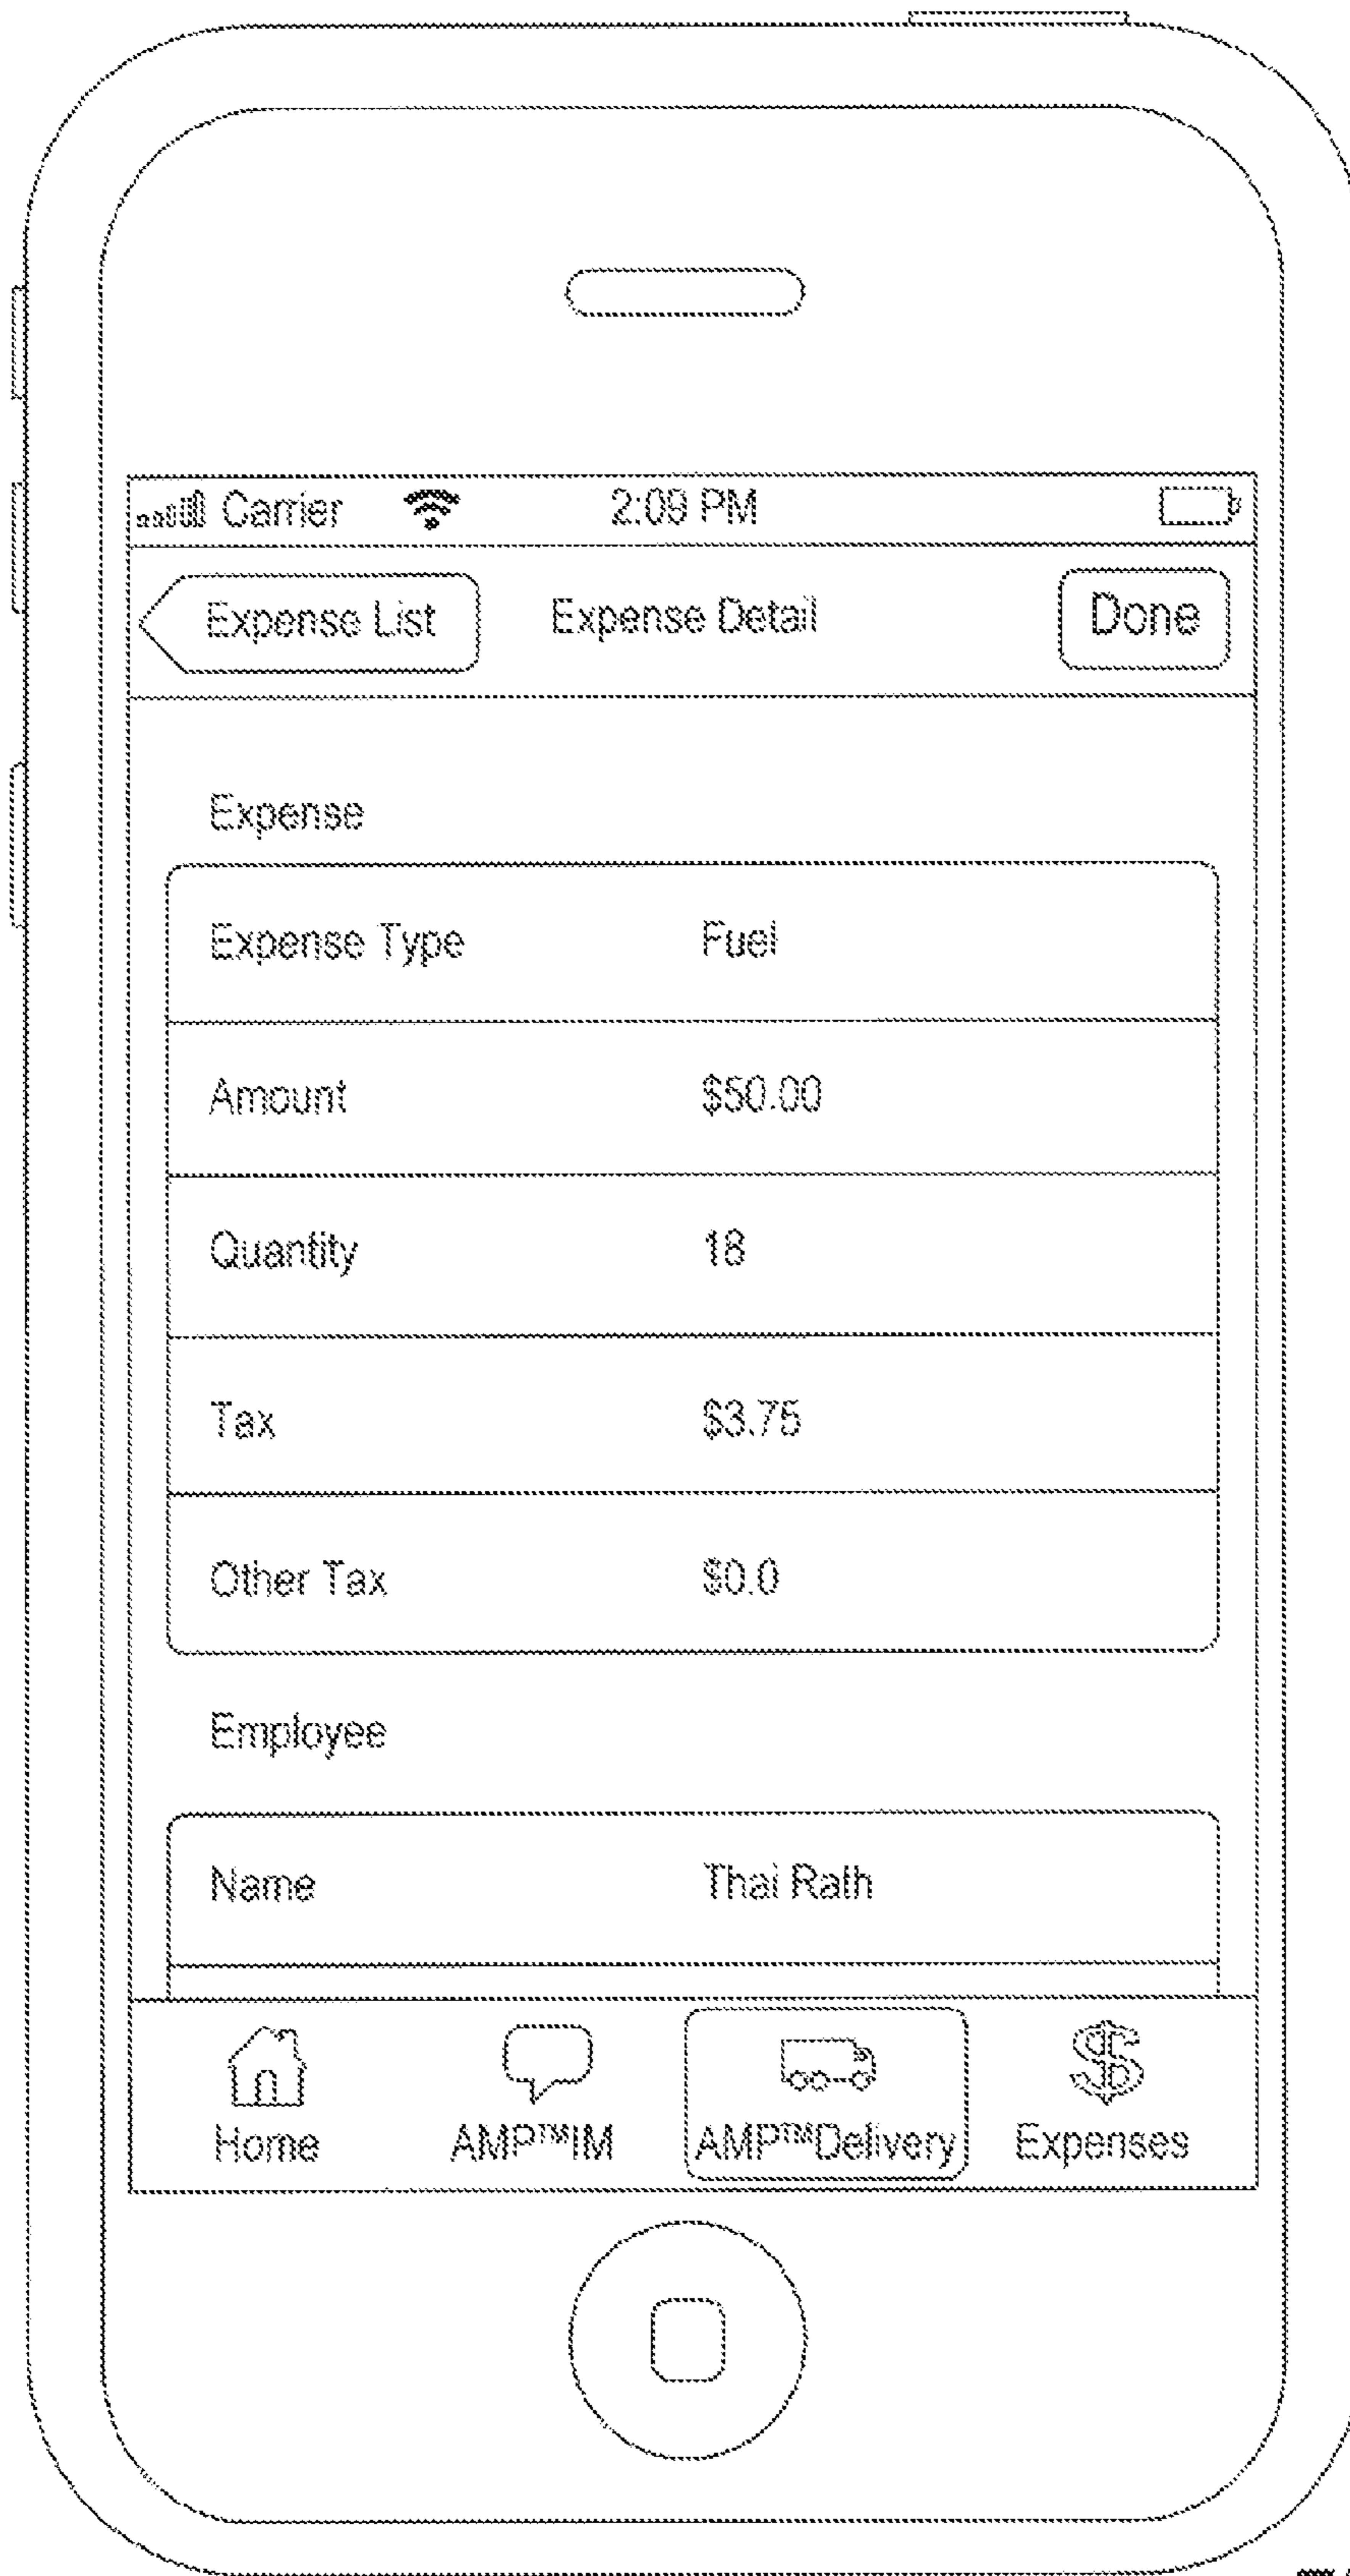 Carrier 2:09 PM
Expense List Expense Detail Done
Expense
Expense Type Fuel
Amount $50.00
Quantity 18
Tax $3.75
Other Tax $0.0
Employee
Name Thai Rath
Home AMP™IM AMP™Delivery Expenses